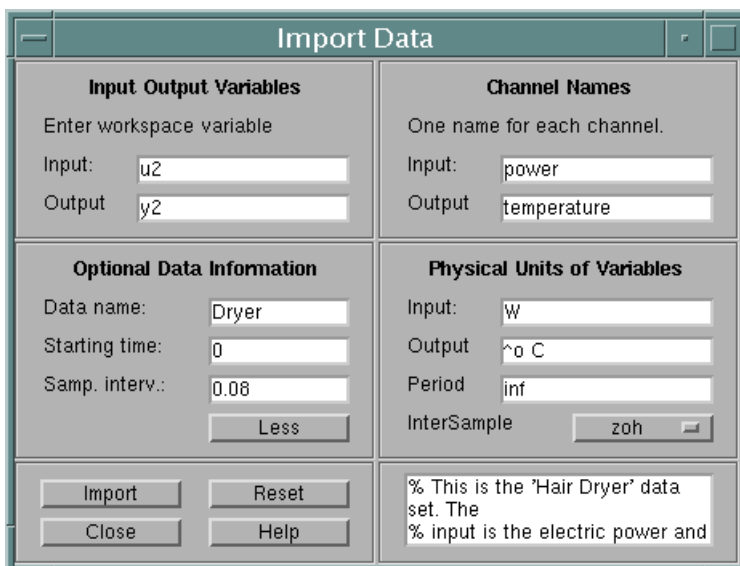 Import Data
Input Output Variables
Enter workspace variable
Input: u2
Output y2
Channel Names
One name for each channel.
Input: power
Output temperature
Optional Data Information
Data name: Dryer
Starting time: 0
Samp. interv.: 0.08
Less
Physical Units of Variables
Input: W
Output ^o C
Period inf
InterSample zoh
Import Reset
Close Help
% This is the 'Hair Dryer' data
set. The
% input is the electric power and